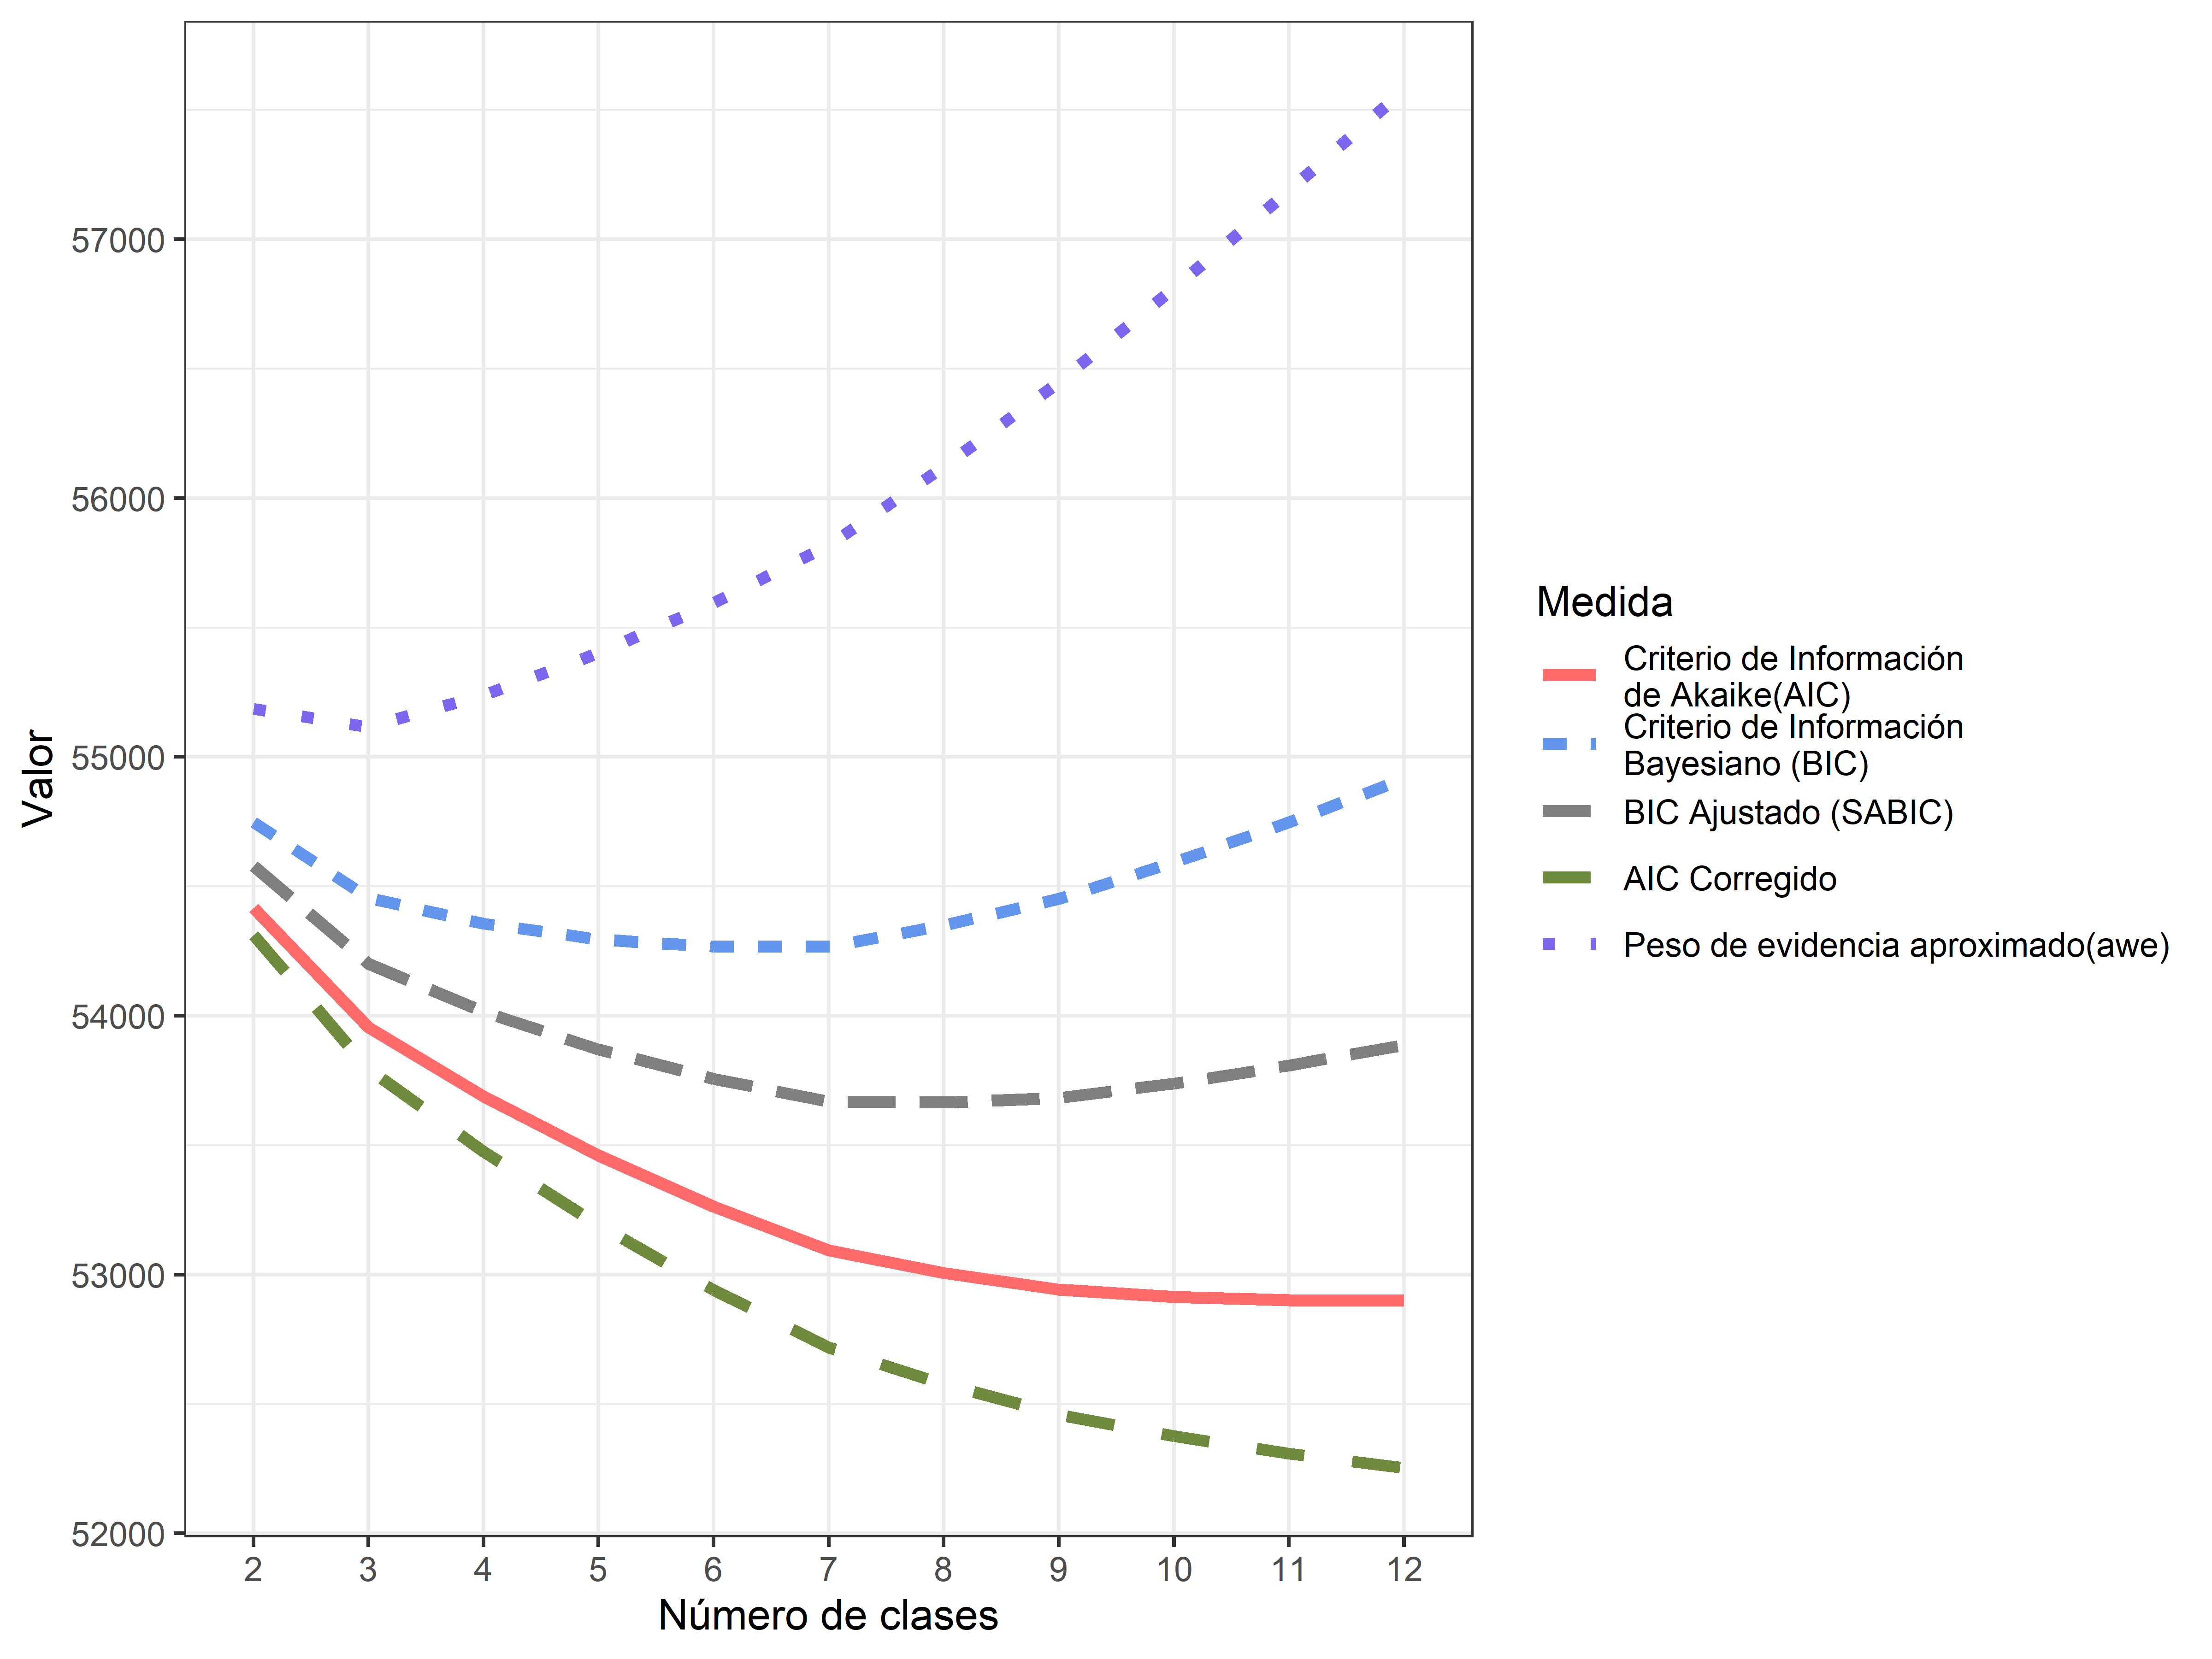 57000
56000
55000
54000
53000
52000
Valor
2 3 4 5 6 7 8 9 10 11 12
Número de clases
Medida
Criterio de Información
de Akaike(AIC)
Criterio de Información
Bayesiano (BIC)
BIC Ajustado (SABIC)
AIC Corregido
Peso de evidencia aproximado(awe)